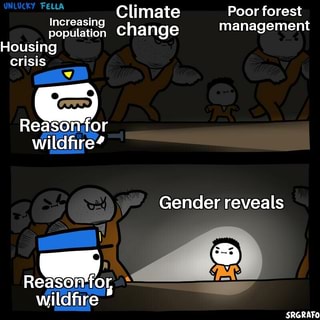 UNLUCKY FELLA
Increasing
population
Climate
change
Poor forest
management
Housing
crisis
Reason for
wildfire
Gender reveals
Reason for
wildfire
SRGRAFO